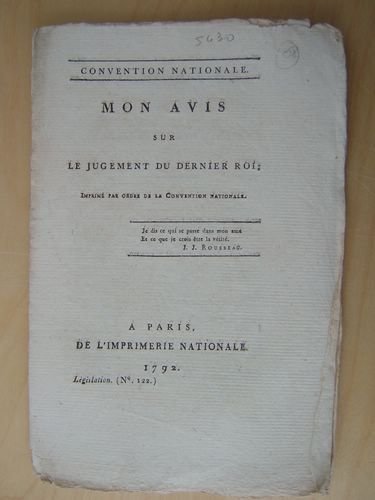 5430
CONVENTION NATIONALE.
MON AVIS
SUR
LE JUGEMENT DU DERNIER ROI;
IMPRIMÉ PAR ORDRE DE LA CONVENTION NATIONALE.
Je dis ce qui se passe dans mon ame
Et ce que je crois être la vérité.
J. J. ROUSSEAU.
A PARIS,
DE L'IMPRIMERIE NATIONALE.
1792.
Législation. (N°. 122.)